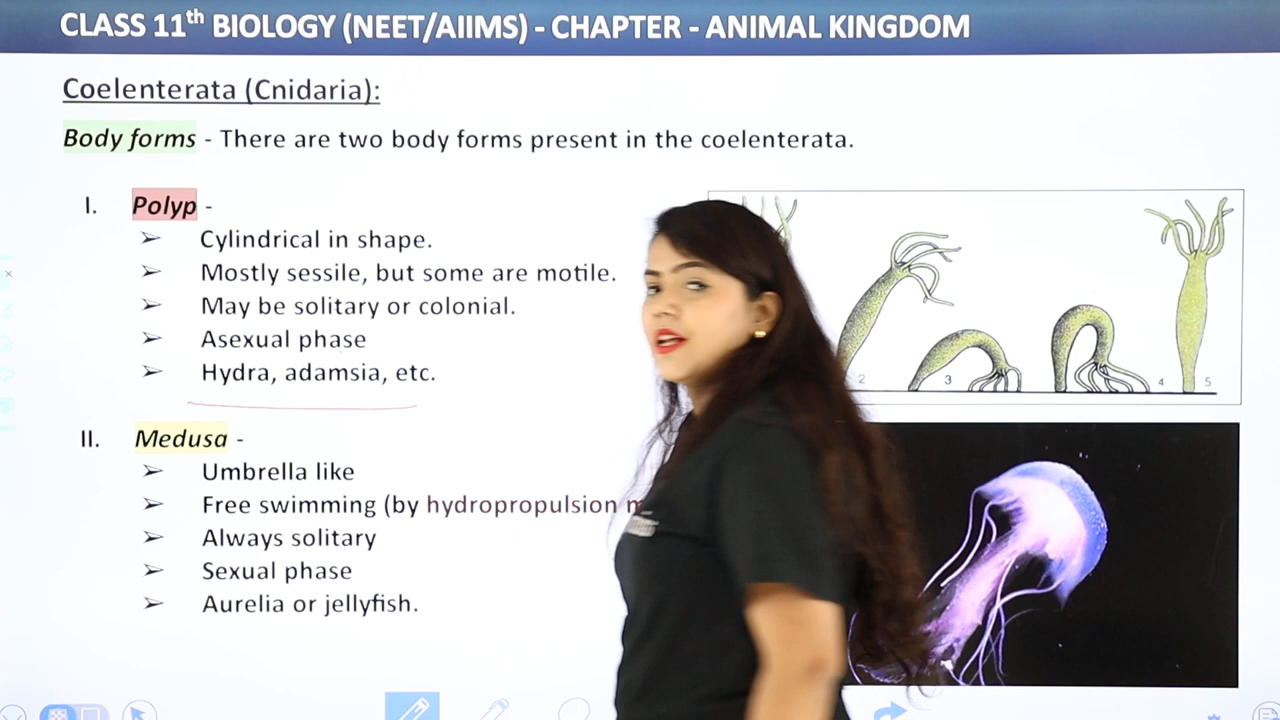 CLASS 11th BIOLOGY (NEET/AIIMS) - CHAPTER - ANIMAL KINGDOM
Coelenterata (Cnidaria):
Body forms - There are two body forms present in the coelenterata.
I. Polyp -
➢ Cylindrical in shape.
➢ Mostly sessile, but some are motile.
➢ May be solitary or colonial.
➢ Asexual phase
➢ Hydra, adamsia, etc.
2 3 4 5
II. Medusa -
➢ Umbrella like
➢ Free swimming (by hydropropulsion
➢ Always solitary
➢ Sexual phase
➢ Aurelia or jellyfish.